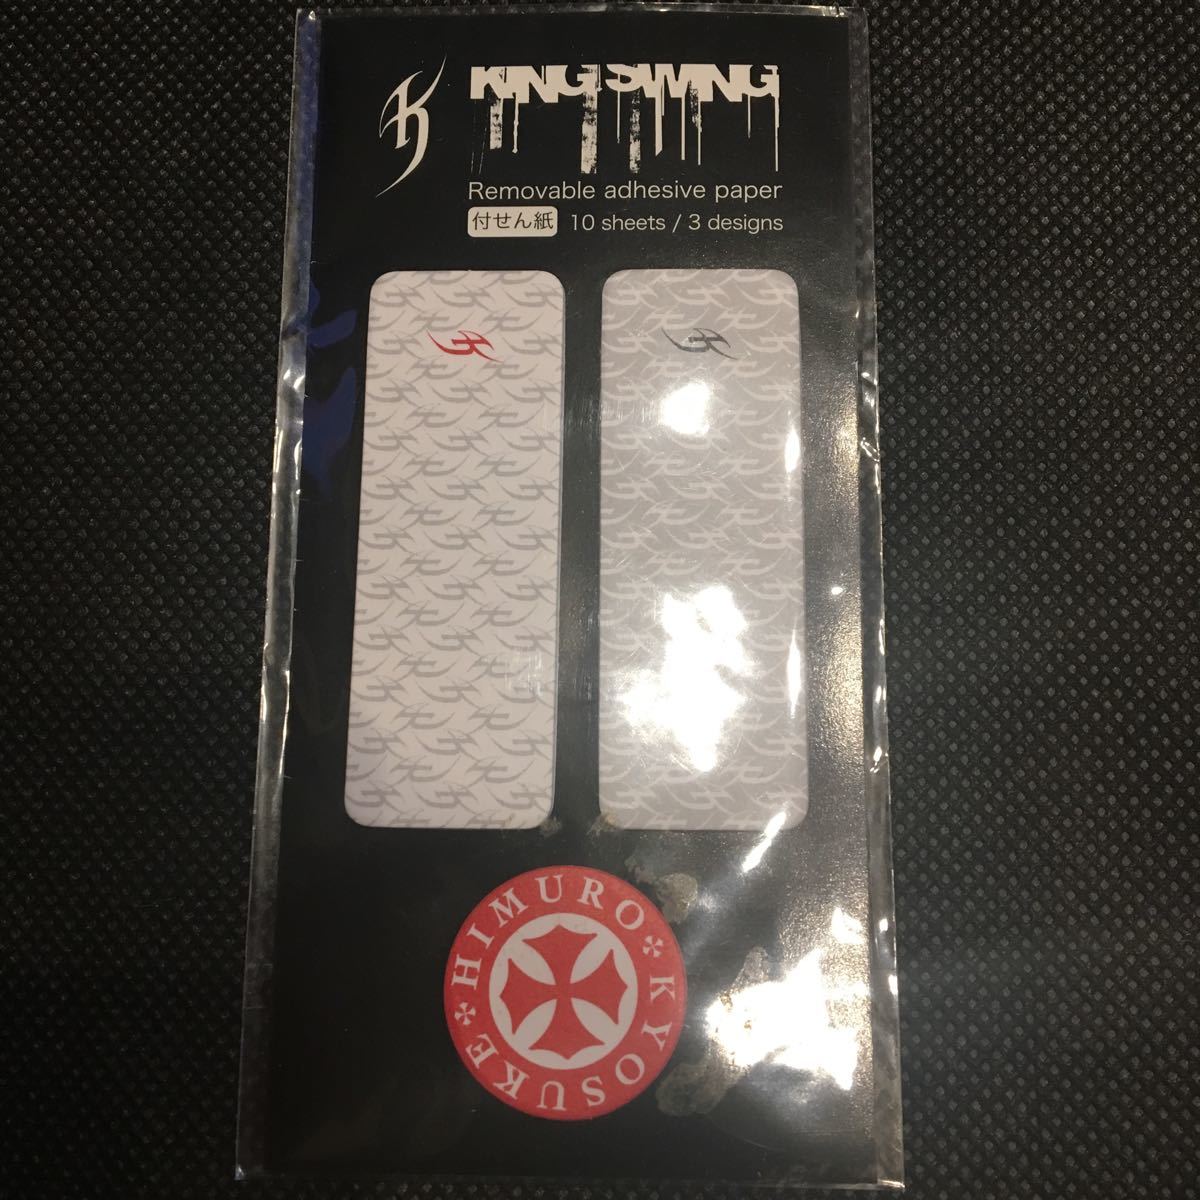 KING SWING
Removable adhesive paper
付せん紙 10 sheets / 3 designs
HIMURO KYOSUKE